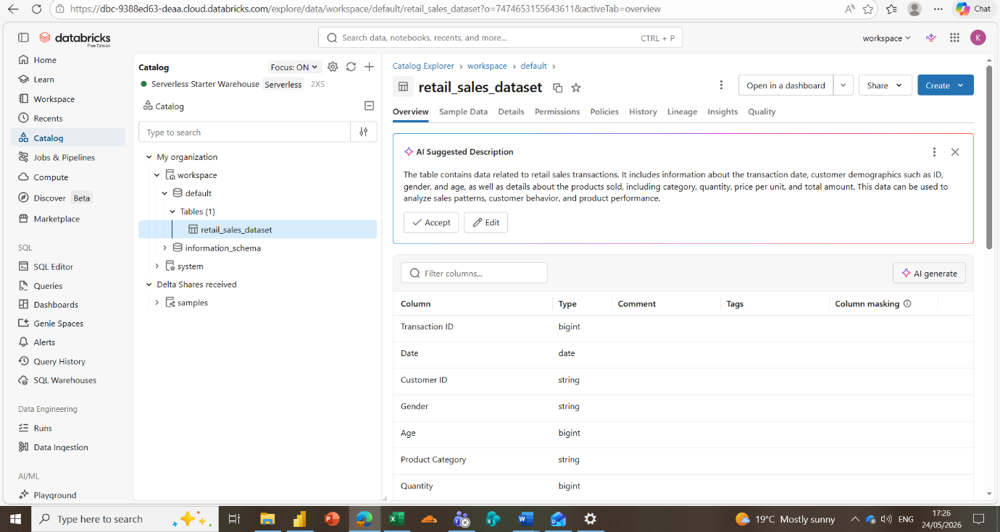 https://dbc-9388ed63-deaa.cloud.databricks.com/explore/data/workspace/default/retail_sales_dataset?o=7474653155643611&activeTab=overview
Chat
databricks
Free Edition
Search data, notebooks, recents, and more...
CTRL + P
workspace
K
Home
Learn
Workspace
Recents
Catalog
Jobs & Pipelines
Compute
Discover Beta
Marketplace
SQL
SQL Editor
Queries
Dashboards
Genie Spaces
Alerts
Query History
SQL Warehouses
Data Engineering
Runs
Data Ingestion
AI/ML
Playground
Catalog
Focus: ON
Serverless Starter Warehouse Serverless 2XS
Catalog
Type to search
My organization
workspace
default
Tables (1)
retail_sales_dataset
information_schema
system
Delta Shares received
samples
Catalog Explorer > workspace > default >
retail_sales_dataset
Open in a dashboard
Share
Create
Overview Sample Data Details Permissions Policies History Lineage Insights Quality
AI Suggested Description
The table contains data related to retail sales transactions. It includes information about the transaction date, customer demographics such as ID,
gender, and age, as well as details about the products sold, including category, quantity, price per unit, and total amount. This data can be used to
analyze sales patterns, customer behavior, and product performance.
Accept
Edit
Filter columns...
AI generate
Column Type Comment Tags Column masking
Transaction ID bigint
Date date
Customer ID string
Gender string
Age bigint
Product Category string
Quantity bigint
Type here to search
19°C Mostly sunny
ENG
17:26
24/05/2026